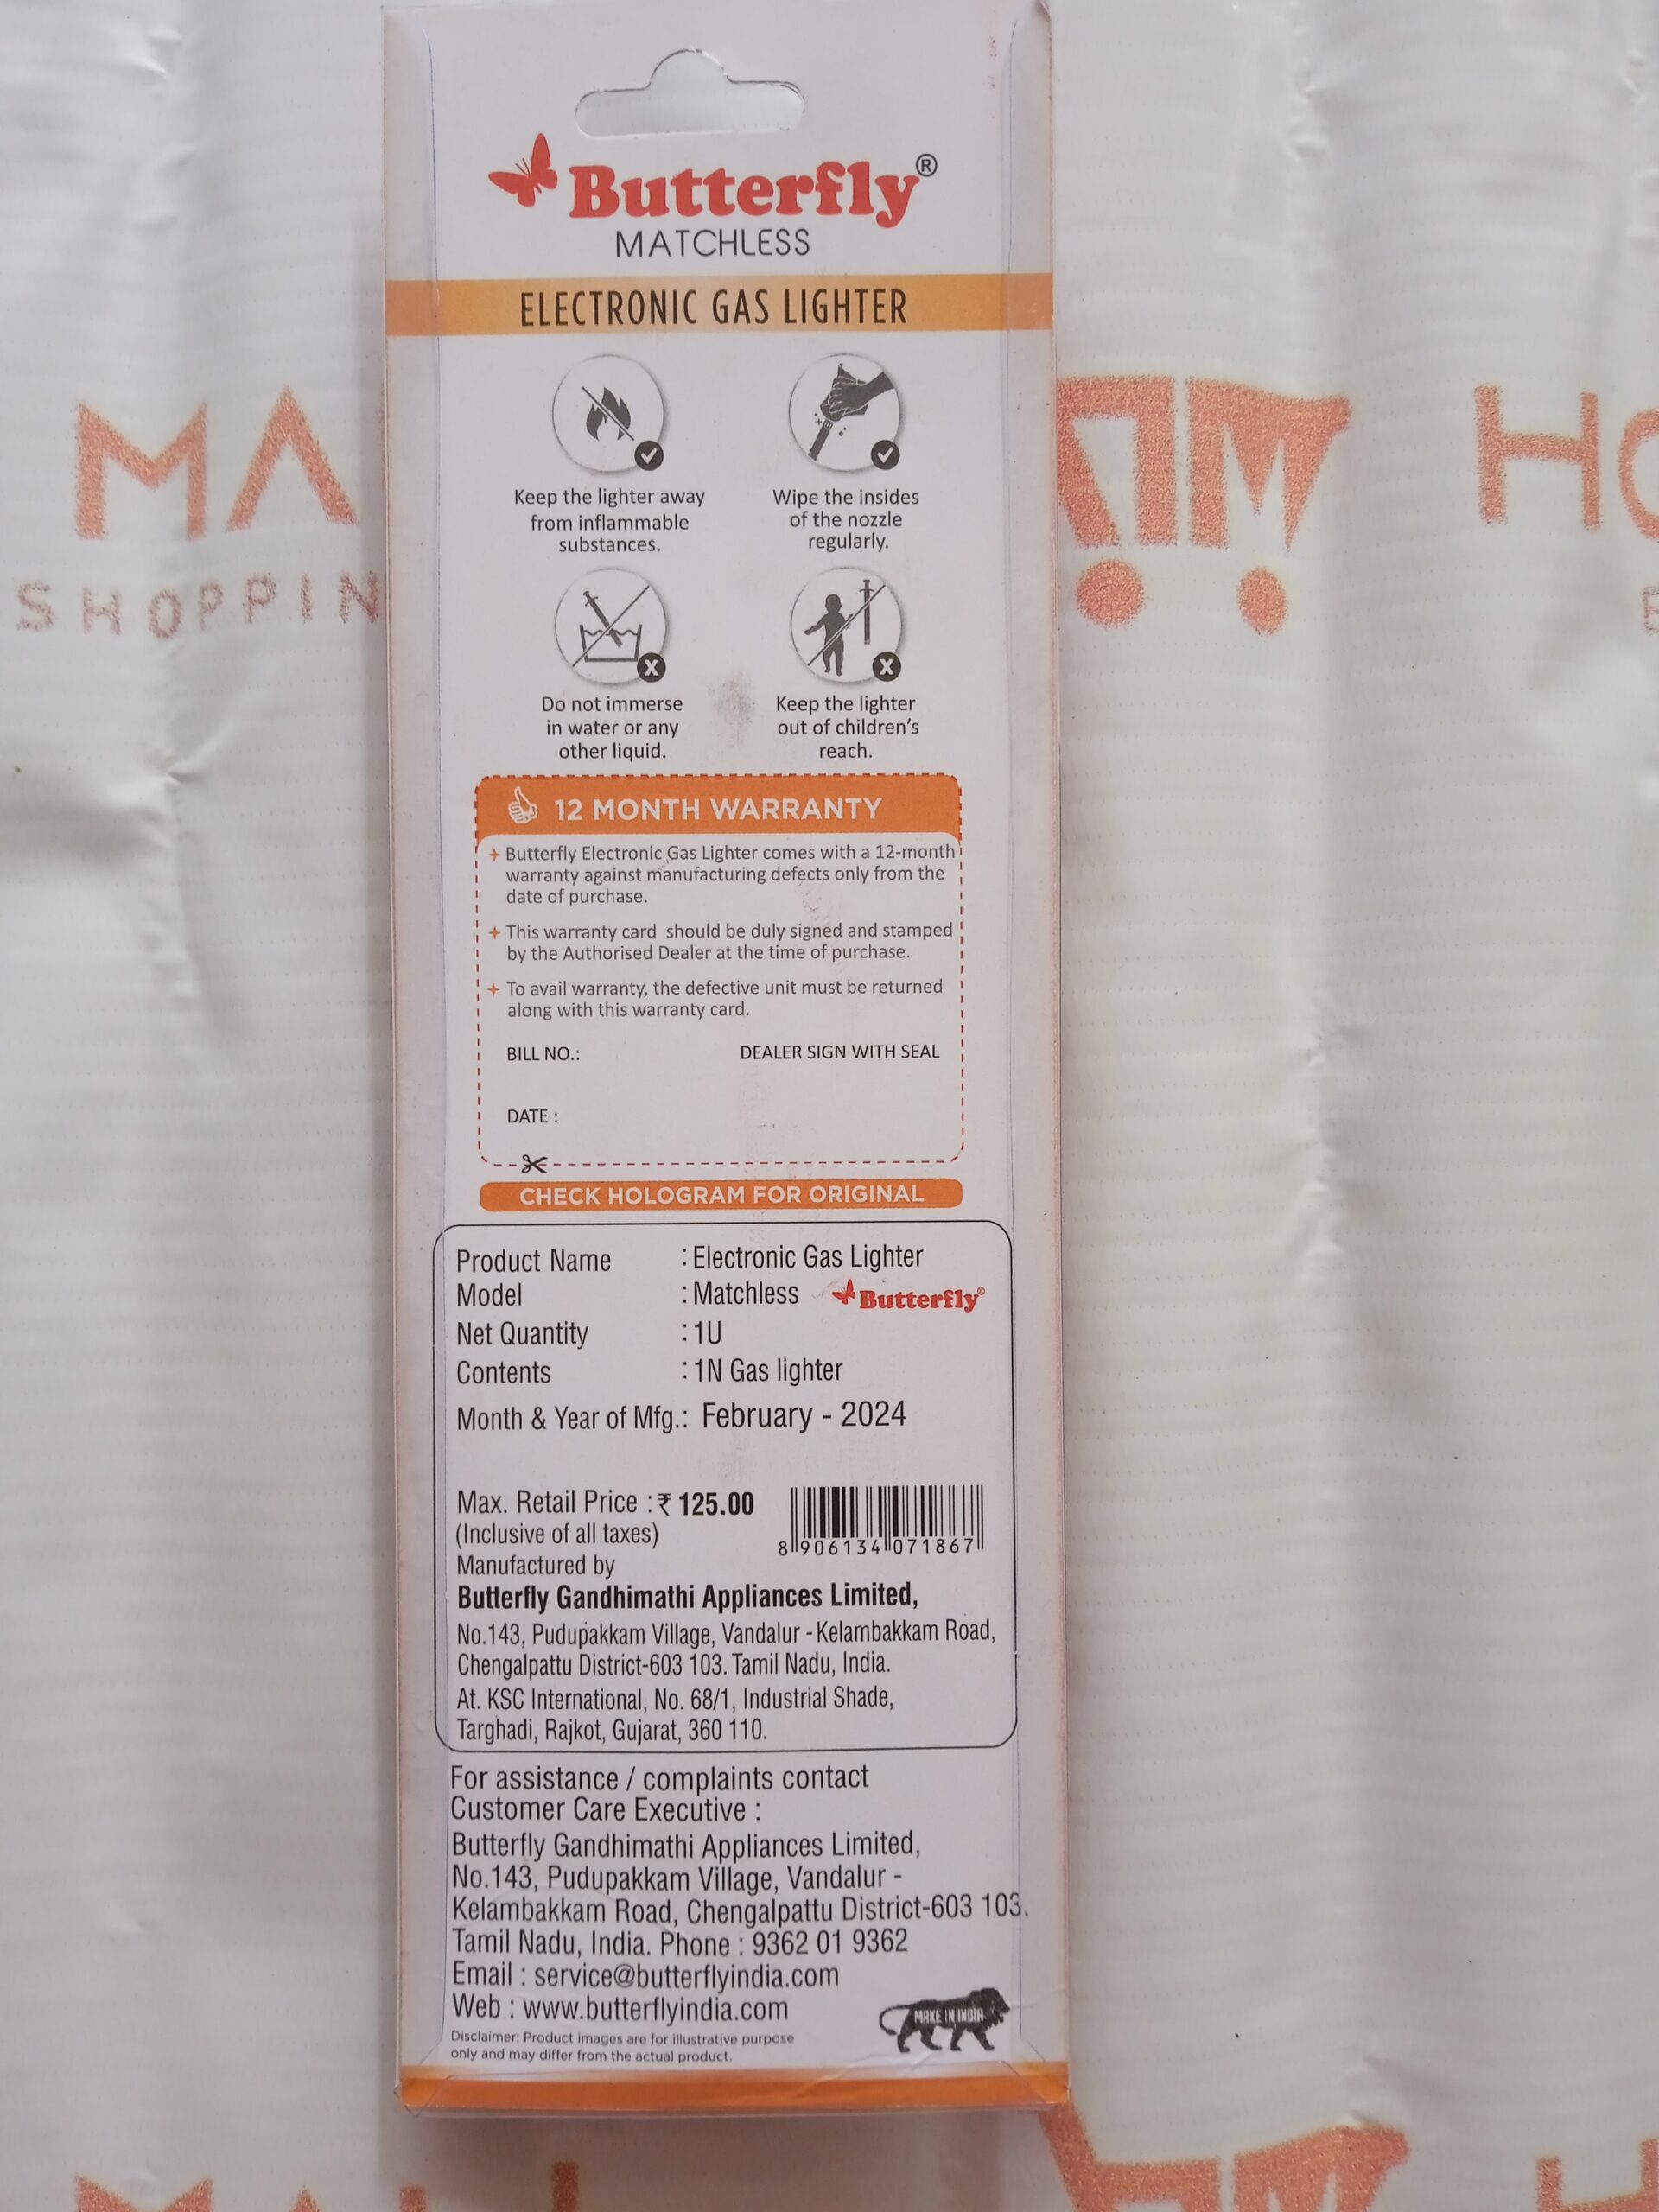 Butterfly®
MATCHLESS
ELECTRONIC GAS LIGHTER
Keep the lighter away
from inflammable
substances.
Wipe the insides
of the nozzle
regularly.
X
X
Do not immerse
in water or any
other liquid.
Keep the lighter
out of children's
reach.
12 MONTH WARRANTY
Butterfly Electronic Gas Lighter comes with a 12-month
warranty against manufacturing defects only from the
date of purchase.
This warranty card should be duly signed and stamped
by the Authorised Dealer at the time of purchase.
To avail warranty, the defective unit must be returned
along with this warranty card.
BILL NO.: DEALER SIGN WITH SEAL
DATE :
CHECK HOLOGRAM FOR ORIGINAL
Product Name : Electronic Gas Lighter
Model : Matchless Butterfly®
Net Quantity : 1U
Contents : 1N Gas lighter
Month & Year of Mfg.: February - 2024
Max. Retail Price : ₹ 125.00
(Inclusive of all taxes)
8 906134 071867
Manufactured by
Butterfly Gandhimathi Appliances Limited,
No.143, Pudupakkam Village, Vandalur - Kelambakkam Road,
Chengalpattu District-603 103. Tamil Nadu, India.
At. KSC International, No. 68/1, Industrial Shade,
Targhadi, Rajkot, Gujarat, 360 110.
For assistance / complaints contact
Customer Care Executive :
Butterfly Gandhimathi Appliances Limited,
No.143, Pudupakkam Village, Vandalur -
Kelambakkam Road, Chengalpattu District-603 103.
Tamil Nadu, India. Phone : 9362 01 9362
Email : service@butterflyindia.com
Web : www.butterflyindia.com
MAKE IN INDIA
Disclaimer: Product images are for illustrative purpose
only and may differ from the actual product.
MA
SHOPPIN
HO